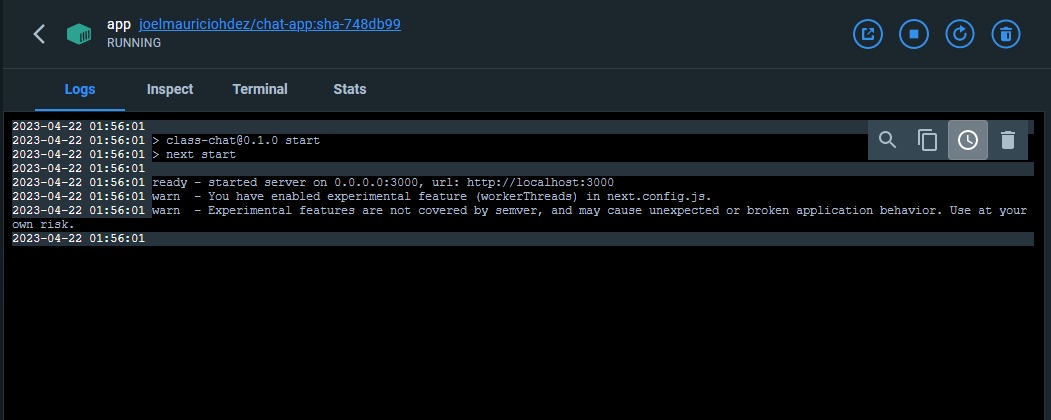 app joelmauriciohdez/chat-app:sha-748db99
RUNNING
Logs Inspect Terminal Stats
2023-04-22 01:56:01
2023-04-22 01:56:01 > class-chat@0.1.0 start
2023-04-22 01:56:01 > next start
2023-04-22 01:56:01
2023-04-22 01:56:01 ready - started server on 0.0.0.0:3000, url: http://localhost:3000
2023-04-22 01:56:01 warn  - You have enabled experimental feature (workerThreads) in next.config.js.
2023-04-22 01:56:01 warn  - Experimental features are not covered by semver, and may cause unexpected or broken application behavior. Use at your
own risk.
2023-04-22 01:56:01